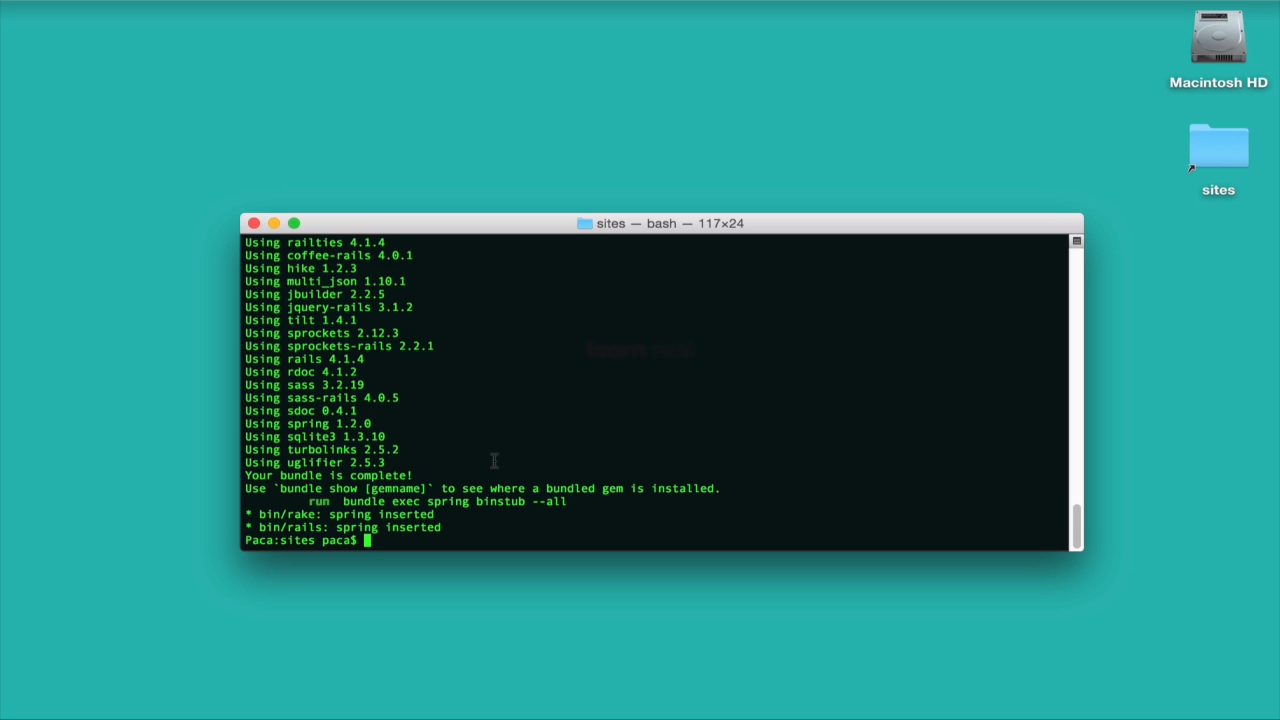 Macintosh HD
sites
sites — bash — 117×24
Using railties 4.1.4
Using coffee-rails 4.0.1
Using hike 1.2.3
Using multi_json 1.10.1
Using jbuilder 2.2.5
Using jquery-rails 3.1.2
Using tilt 1.4.1
Using sprockets 2.12.3
Using sprockets-rails 2.2.1
Using rails 4.1.4
Using rdoc 4.1.2
Using sass 3.2.19
Using sass-rails 4.0.5
Using sdoc 0.4.1
Using spring 1.2.0
Using sqlite3 1.3.10
Using turbolinks 2.5.2
Using uglifier 2.5.3
Your bundle is complete!
Use `bundle show [gemname]` to see where a bundled gem is installed.
run  bundle exec spring binstub --all
* bin/rake: spring inserted
* bin/rails: spring inserted
Paca:sites paca$